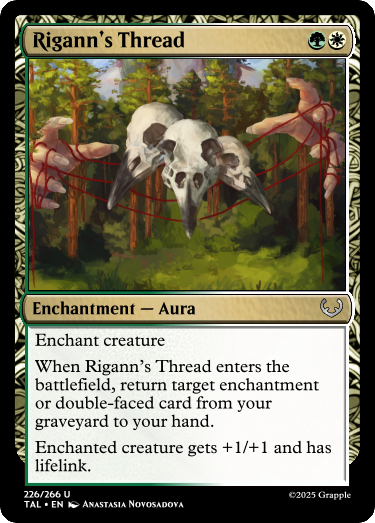 Rigann's Thread
Enchantment — Aura
Enchant creature
When Rigann's Thread enters the
battlefield, return target enchantment
or double-faced card from your
graveyard to your hand.
Enchanted creature gets +1/+1 and has
lifelink.
226/266 U
TAL • EN Anastasia Novosadova
©2025 Grapple